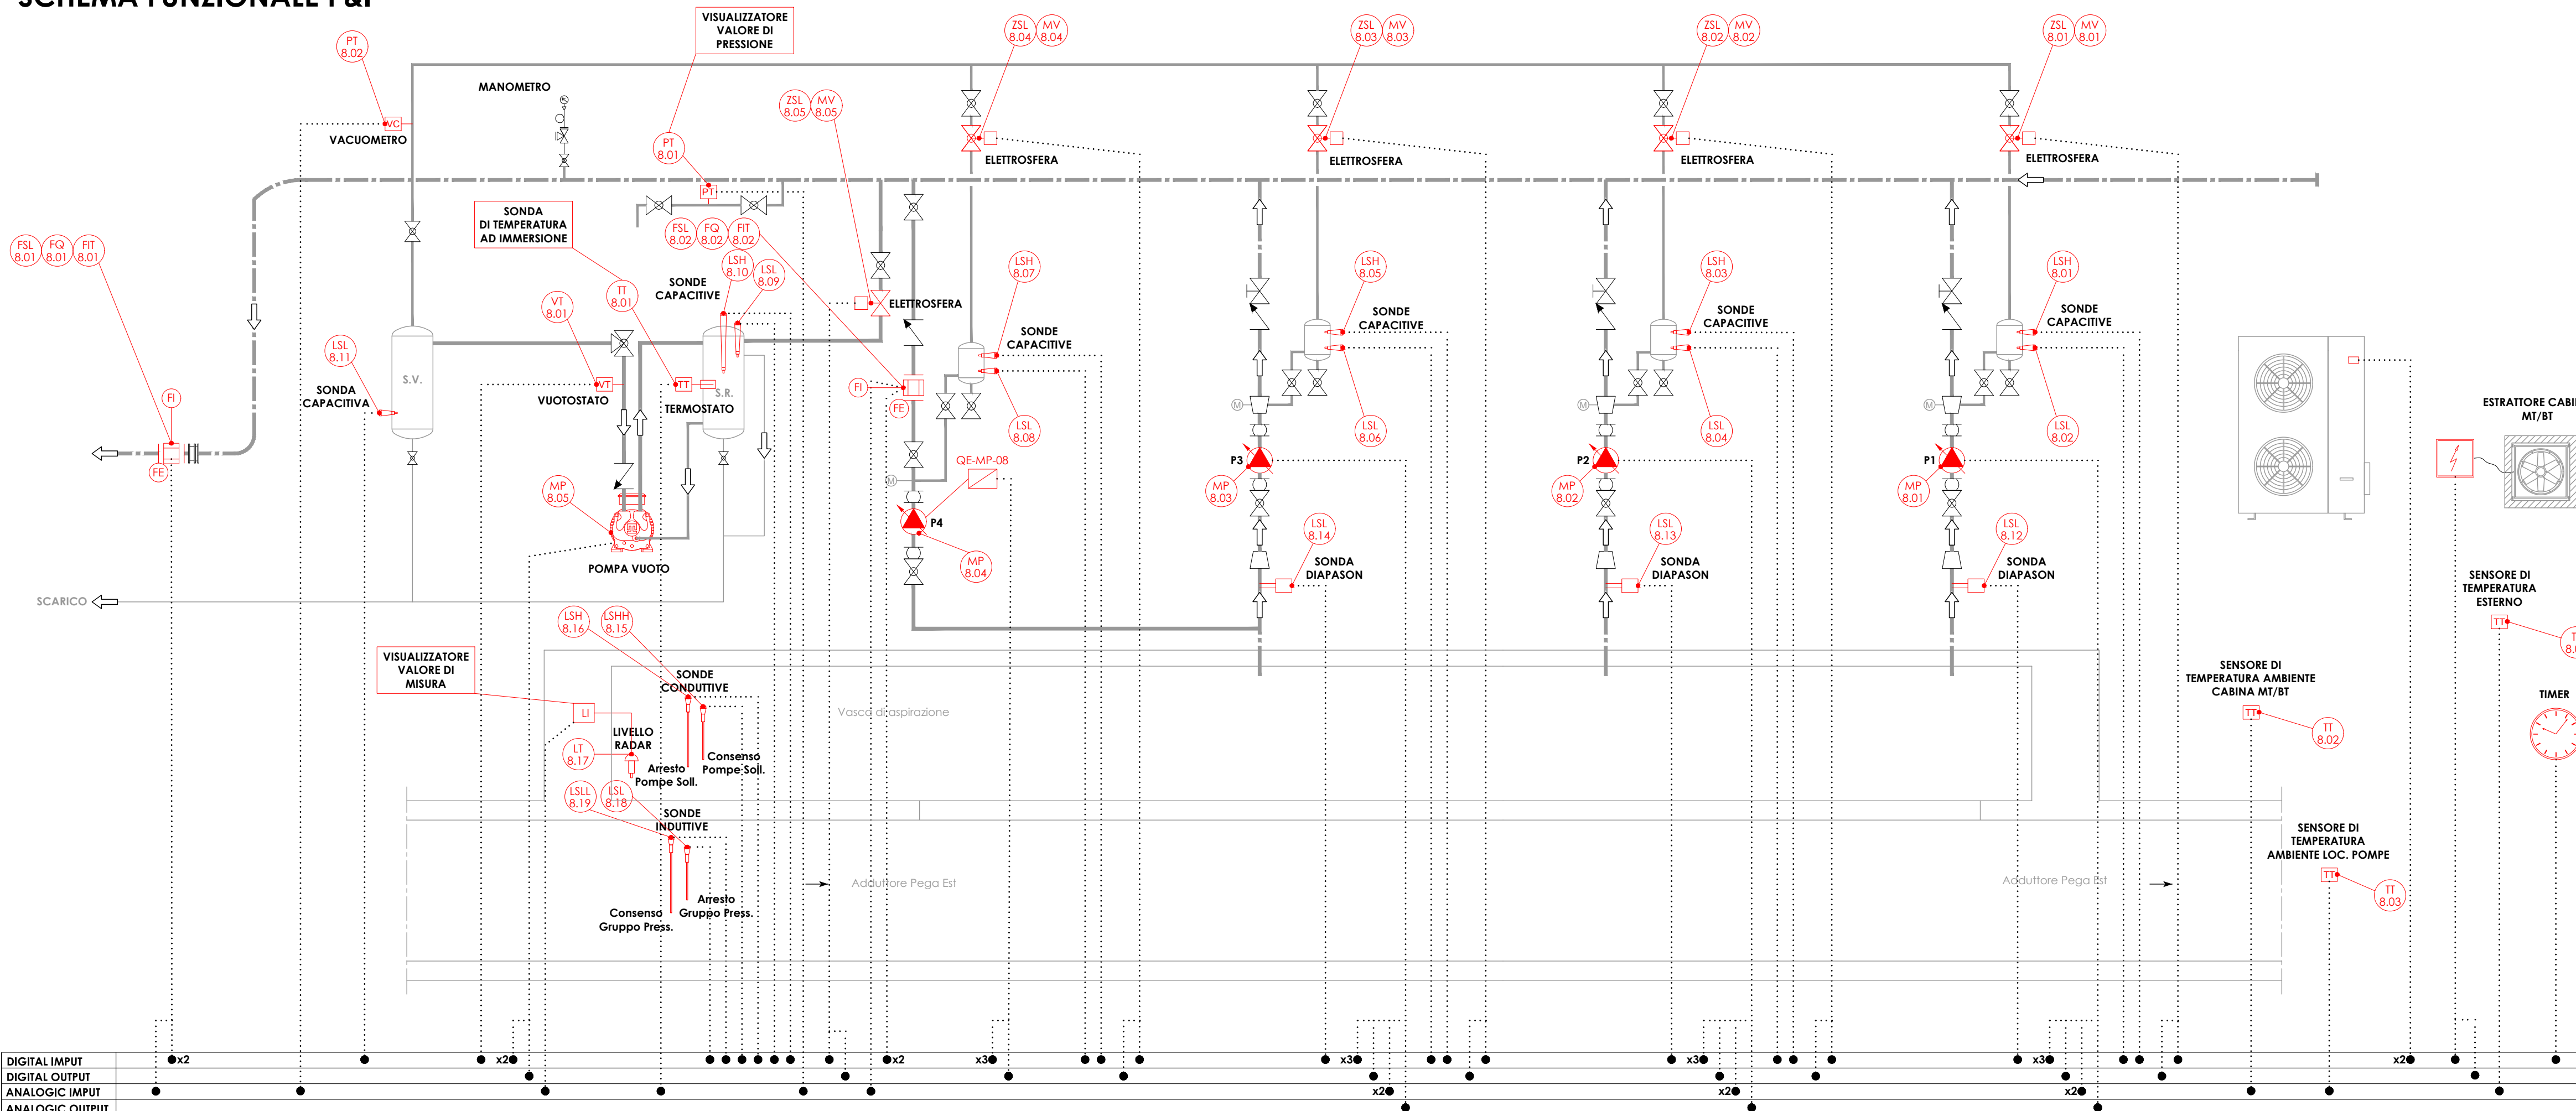 SCHEMA FUNZIONALE P&I
PT
8.02
VISUALIZZATORE
VALORE DI
PRESSIONE
ZSL
8.04
MV
8.04
ZSL
8.03
MV
8.03
ZSL
8.02
MV
8.02
ZSL
8.01
MV
8.01
MANOMETRO
ZSL
8.05
MV
8.05
VC
VACUOMETRO
PT
8.01
PT
ELETTROSFERA
ELETTROSFERA
ELETTROSFERA
ELETTROSFERA
SONDA
DI TEMPERATURA
AD IMMERSIONE
FSL
8.02
FQ
8.02
FIT
8.02
FSL
8.01
FQ
8.01
FIT
8.01
LSH
8.10
LSL
8.09
SONDE
CAPACITIVE
LSH
8.07
LSH
8.05
LSH
8.03
LSH
8.01
VT
8.01
TT
8.01
ELETTROSFERA
SONDE
CAPACITIVE
SONDE
CAPACITIVE
SONDE
CAPACITIVE
SONDE
CAPACITIVE
LSL
8.11
S.V.
SONDA
CAPACITIVA
VT
VUOTOSTATO
TT
TERMOSTATO
S.R.
FI
FE
FI
FE
LSL
8.08
LSL
8.06
LSL
8.04
LSL
8.02
M
M
M
M
ESTRATTORE CABI
MT/BT
QE-MP-08
P4
P3
P2
P1
MP
8.05
MP
8.03
MP
8.02
MP
8.01
MP
8.04
POMPA VUOTO
LSL
8.14
LSL
8.13
LSL
8.12
SONDA
DIAPASON
SONDA
DIAPASON
SONDA
DIAPASON
SCARICO
SENSORE DI
TEMPERATURA
ESTERNO
TT
LSH
8.16
LSHH
8.15
VISUALIZZATORE
VALORE DI
MISURA
SONDE
CONDUTTIVE
LI
LIVELLO
RADAR
LT
8.17
Arresto
Pompe Soll.
Consenso
Pompe Soll.
Vasca di aspirazione
SENSORE DI
TEMPERATURA AMBIENTE
CABINA MT/BT
TT
TT
8.02
TIMER
LSLL
8.19
LSL
8.18
SONDE
INDUTTIVE
Arresto
Gruppo Press.
Consenso
Gruppo Press.
Adduttore Pega Est
Adduttore Pega Est
SENSORE DI
TEMPERATURA
AMBIENTE LOC. POMPE
TT
TT
8.03
DIGITAL IMPUT
x2
x2
x2
x3
x3
x3
x3
x2
DIGITAL OUTPUT
ANALOGIC IMPUT
x2
x2
x2
ANALOGIC OUTPUT